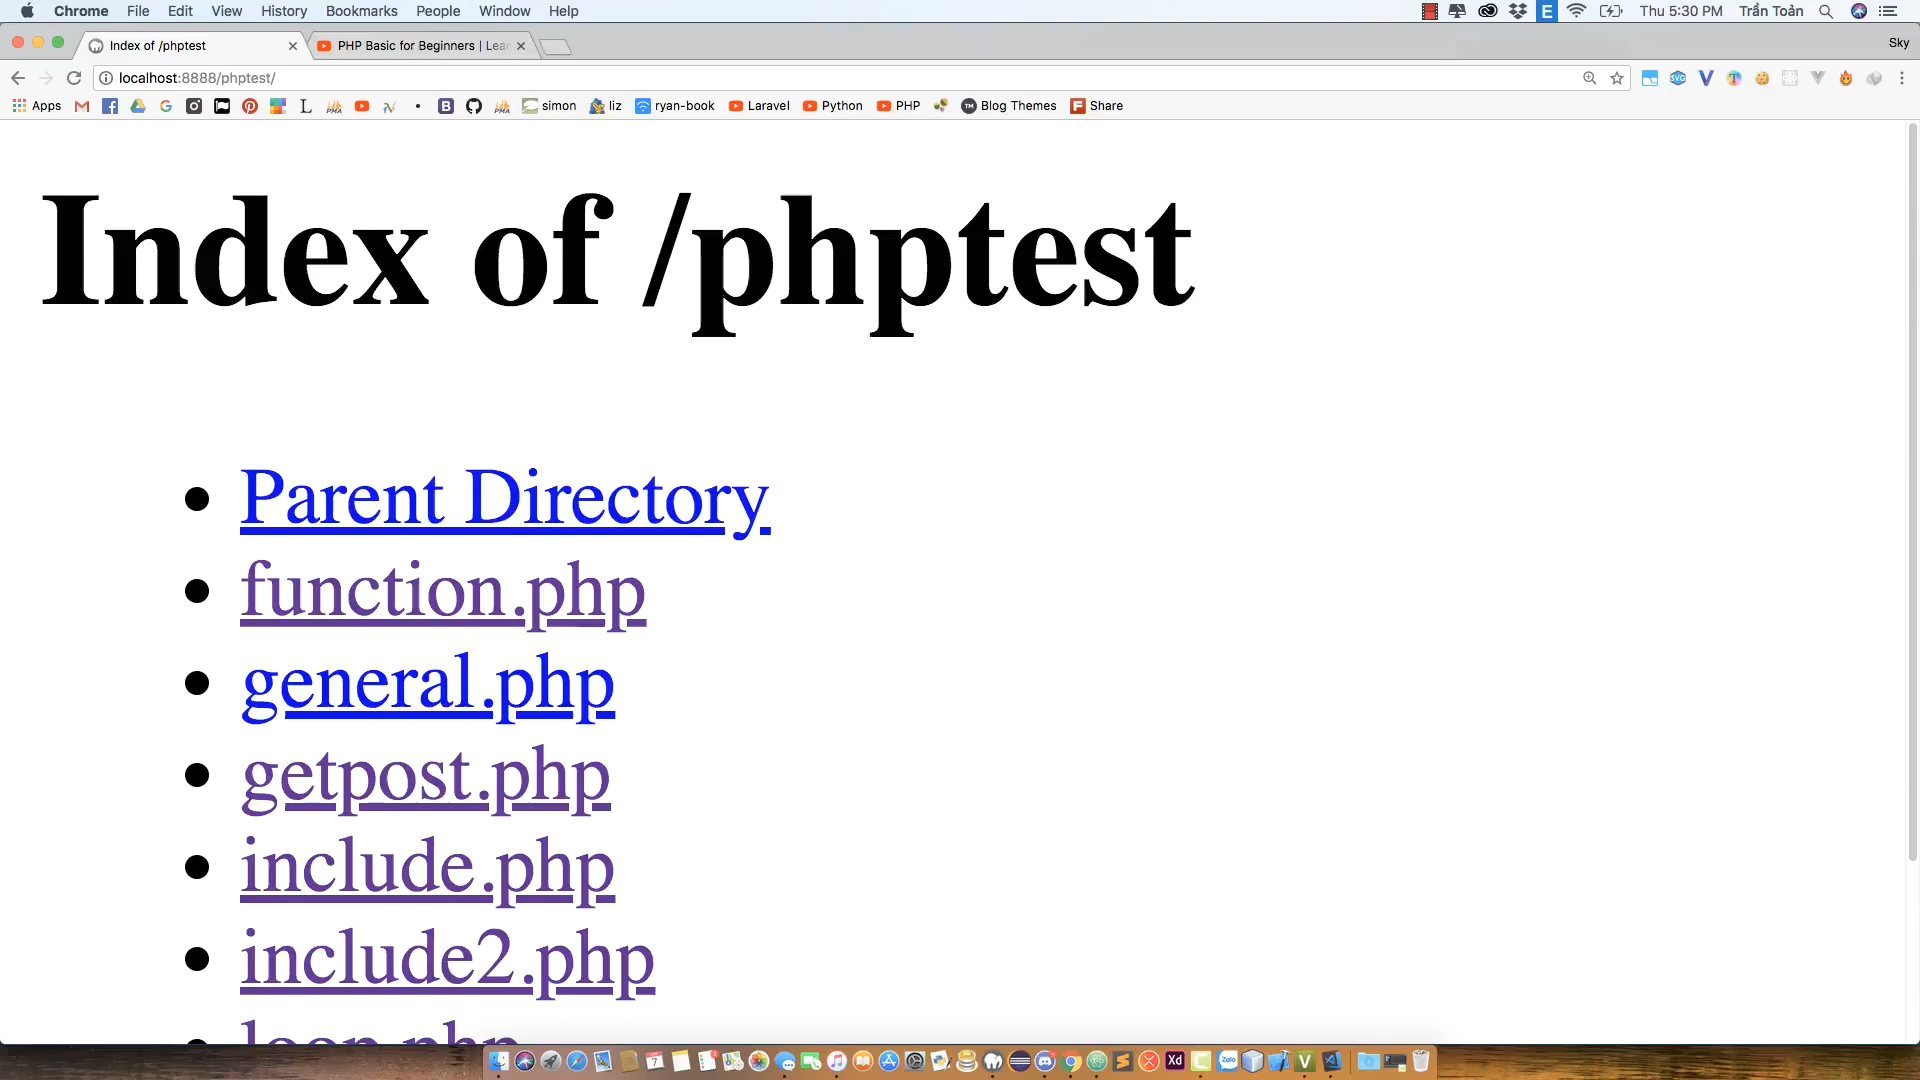 Chrome File Edit View History Bookmarks People Window Help E Thu 5:30 PM Trần Toản
Index of /phptest PHP Basic for Beginners | Lea Sky
localhost:8888/phptest/
Apps simon liz ryan-book Laravel Python PHP Blog Themes Share
Index of /phptest
Parent Directory
function.php
general.php
getpost.php
include.php
include2.php
loop.php